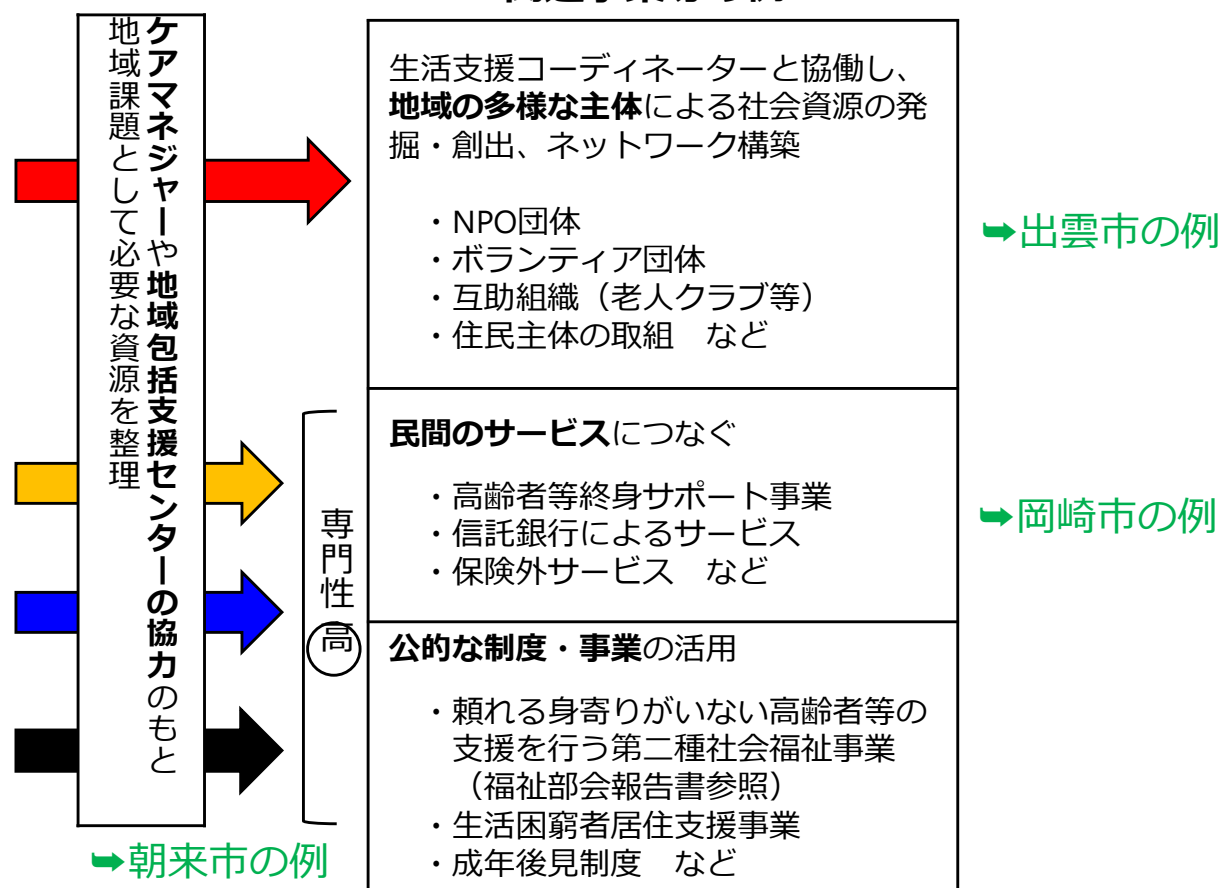 ケアマネジャーや地域包括支援センターの協力のもと
地域課題として必要な資源を整理
生活支援コーディネーターと協働し、
地域の多様な主体による社会資源の発
掘・創出、ネットワーク構築
・NPO団体
・ボランティア団体
・互助組織（老人クラブ等）
・住民主体の取組　など
➥出雲市の例
専門性高
民間のサービスにつなぐ
・高齢者等終身サポート事業
・信託銀行によるサービス
・保険外サービス　など
➥岡崎市の例
公的な制度・事業の活用
・頼れる身寄りがいない高齢者等の
支援を行う第二種社会福祉事業
（福祉部会報告書参照）
・生活困窮者居住支援事業
・成年後見制度　など
➥朝来市の例